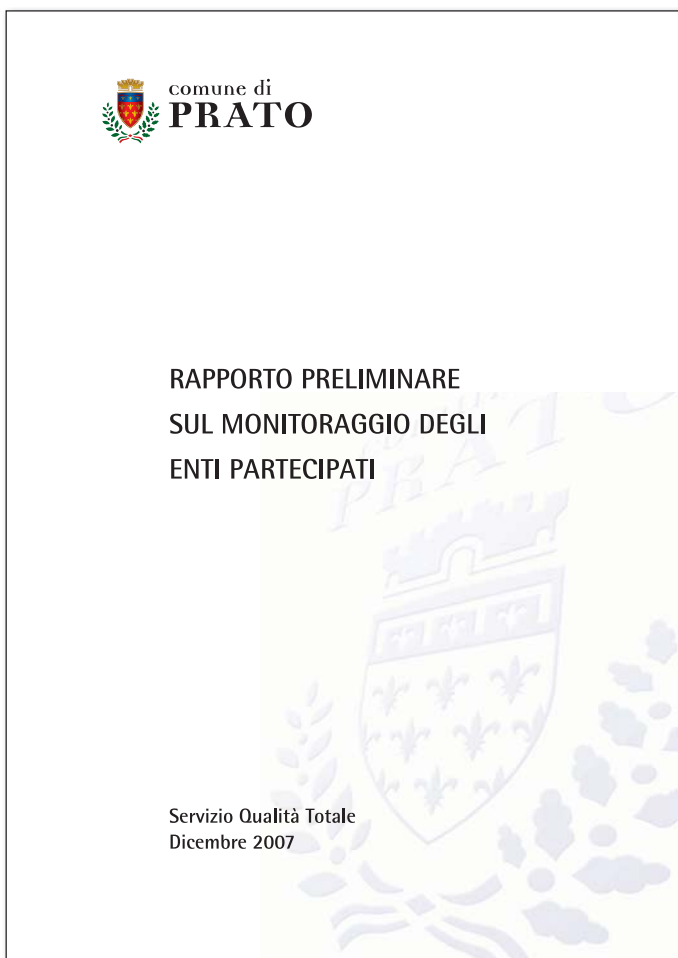 comune di
PRATO
RAPPORTO PRELIMINARE
SUL MONITORAGGIO DEGLI
ENTI PARTECIPATI
Servizio Qualità Totale
Dicembre 2007